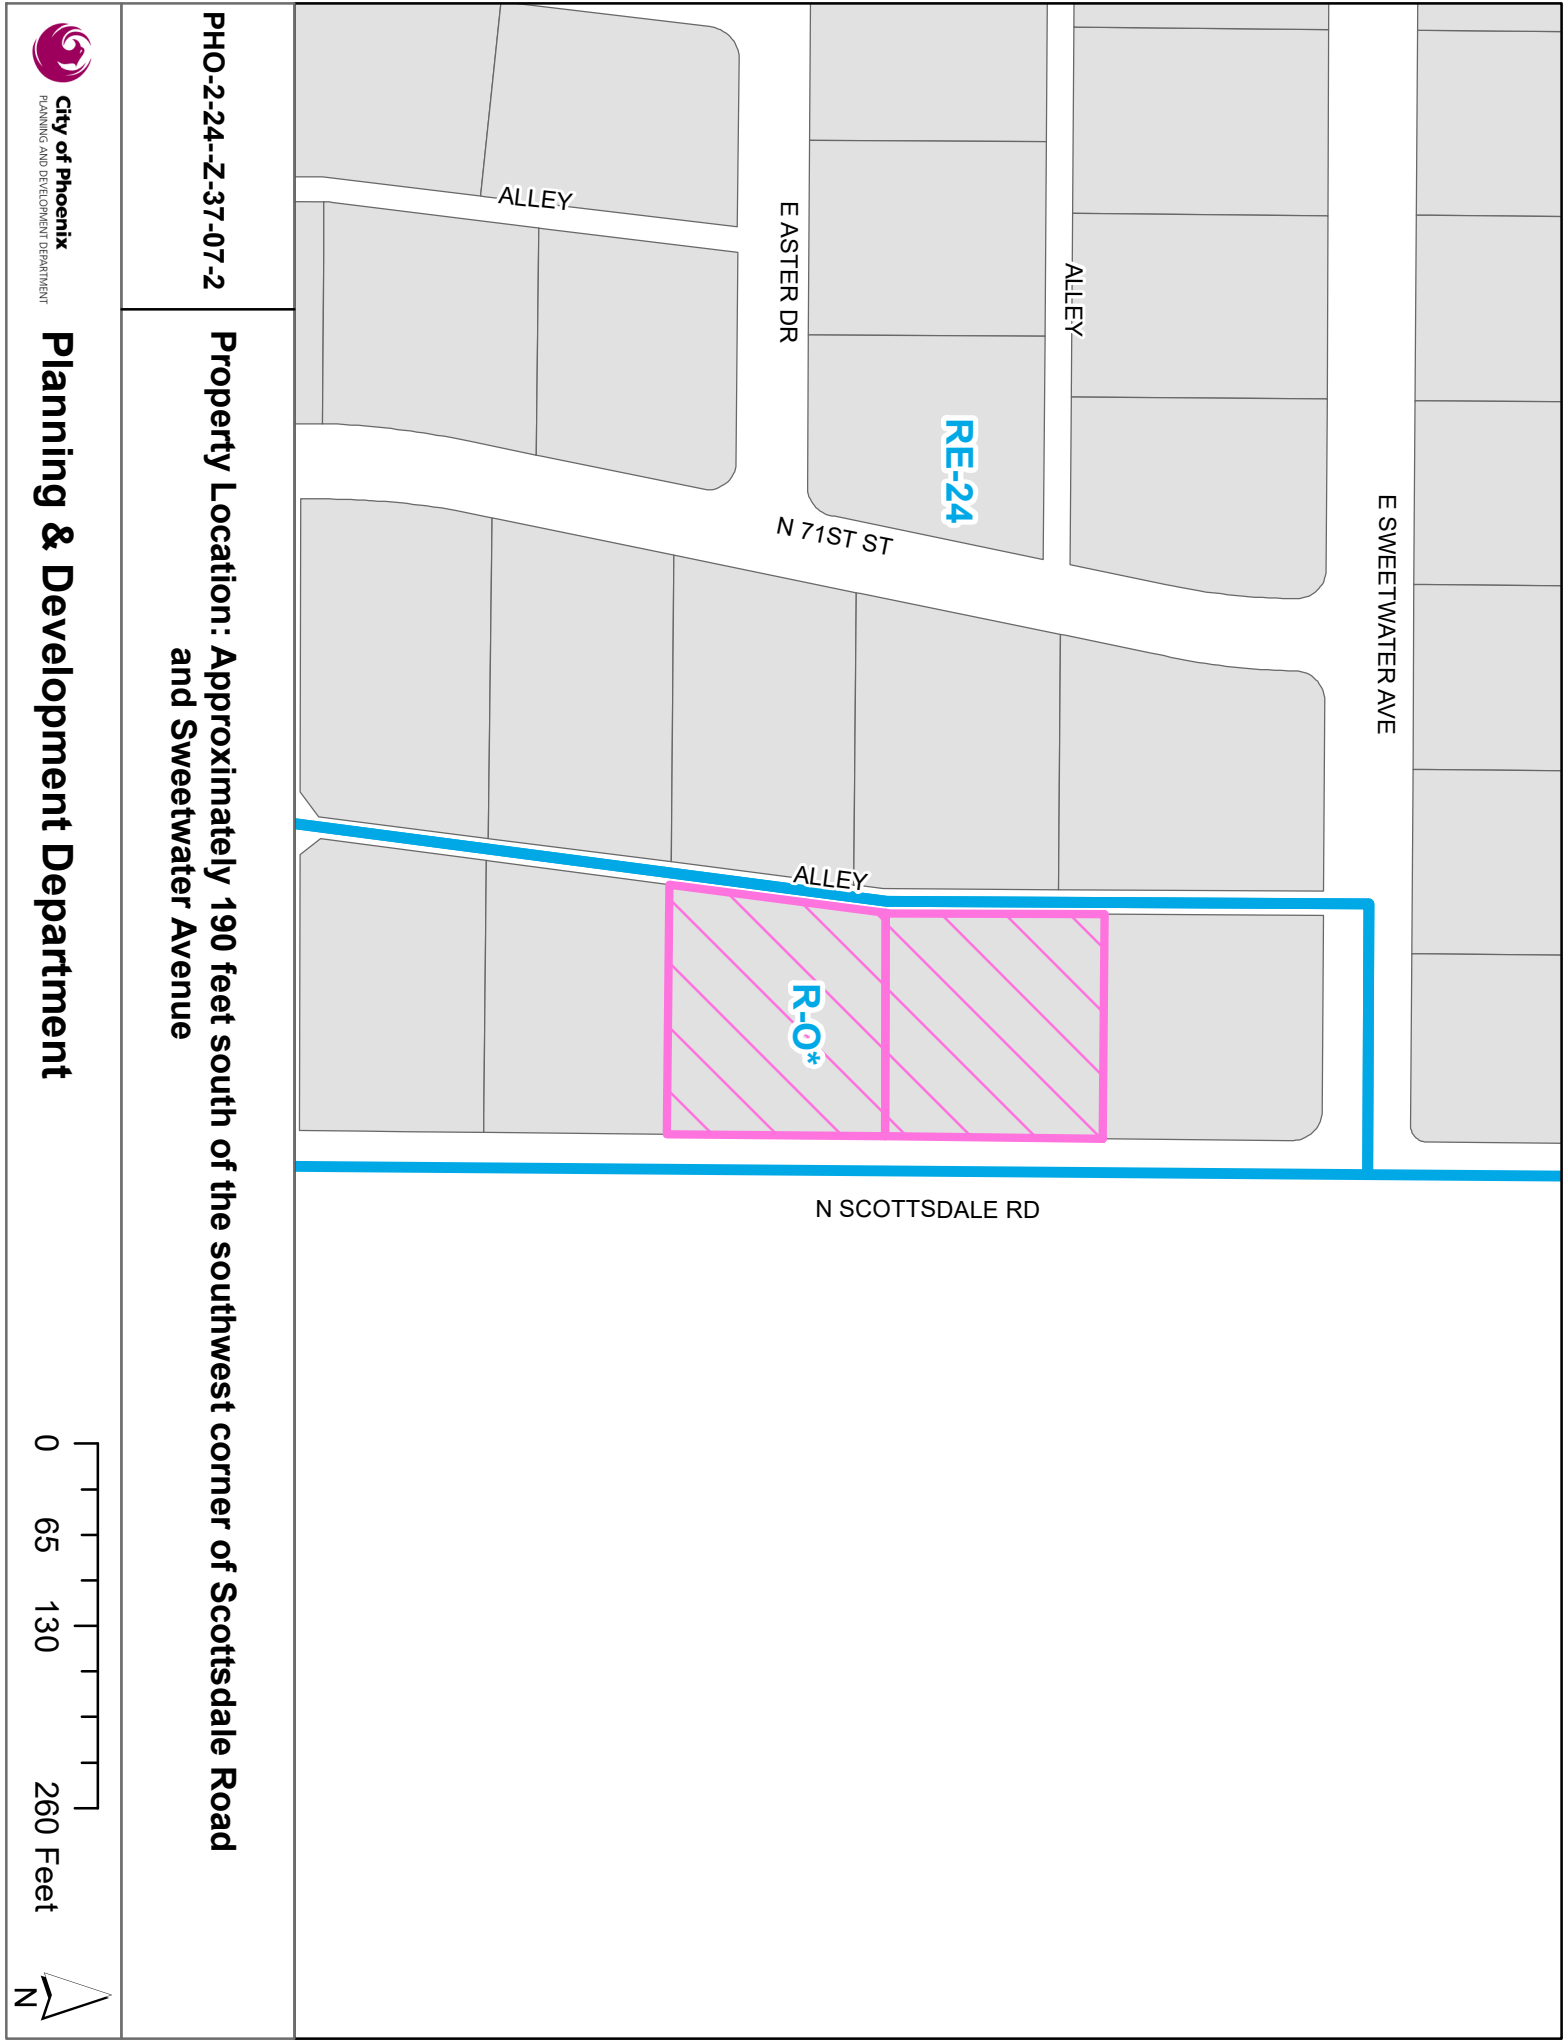 E SWEETWATER AVE
ALLEY
RE-24
N 71ST ST
E ASTER DR
ALLEY
ALLEY
R-O*
N SCOTTSDALE RD
PHO-2-24--Z-37-07-2
Property Location: Approximately 190 feet south of the southwest corner of Scottsdale Road
and Sweetwater Avenue
City of Phoenix
PLANNING AND DEVELOPMENT DEPARTMENT
Planning & Development Department
0 65 130 260 Feet
N